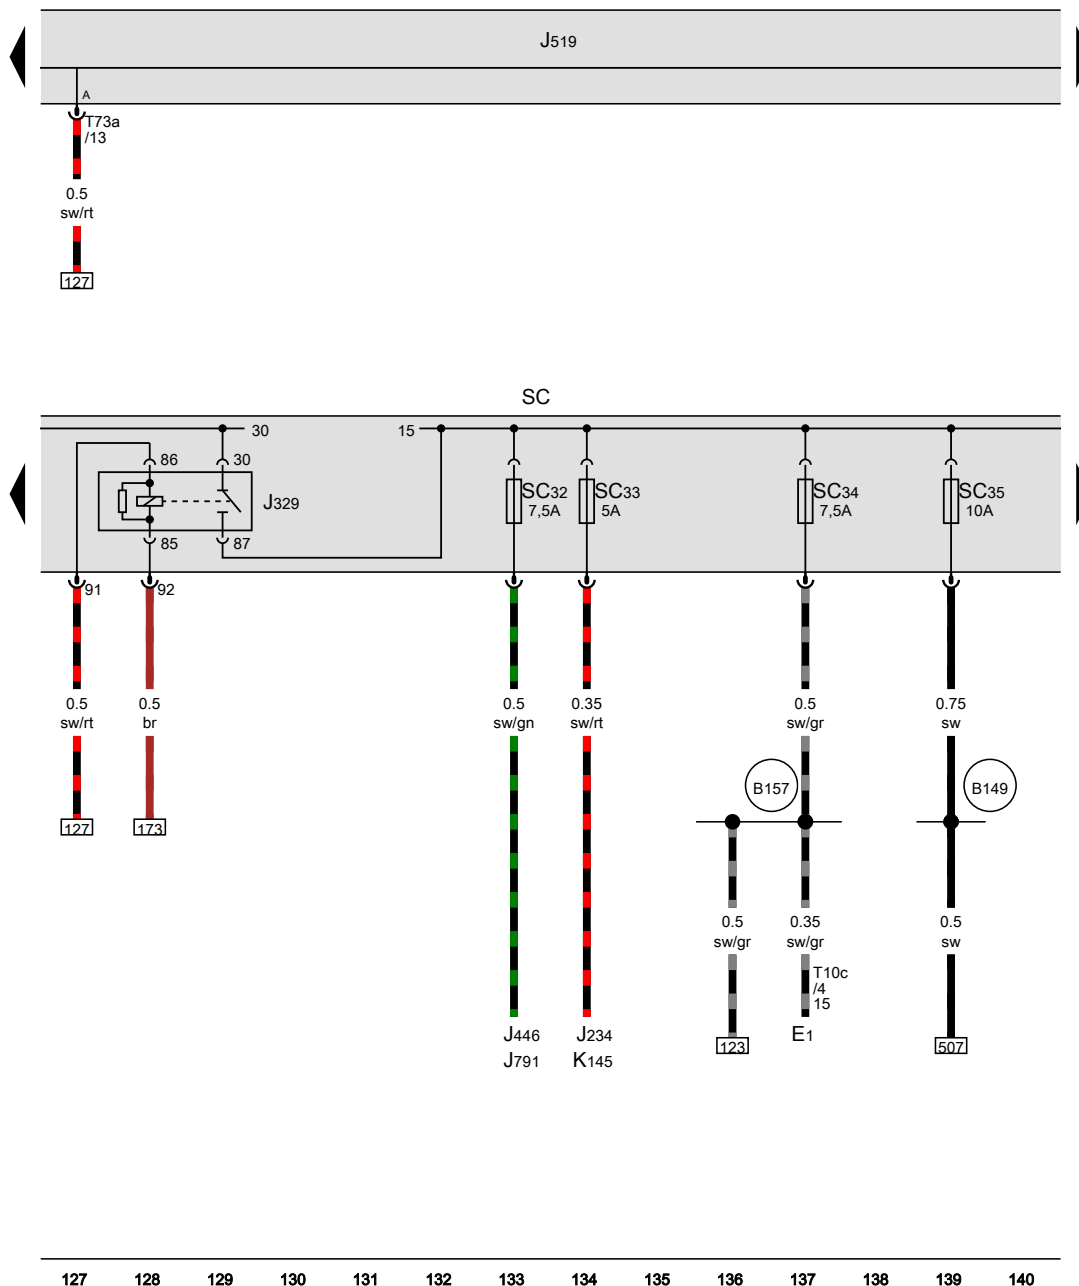 J519
A
T73a
/13
0.5
sw/rt
127
SC
30
15
86
30
J329
85
87
SC32
7,5A
SC33
5A
SC34
7,5A
SC35
10A
91
92
0.5
sw/rt
0.5
br
0.5
sw/gn
0.35
sw/rt
0.5
sw/gr
0.75
sw
B157
B149
127
173
0.5
sw/gr
0.35
sw/gr
0.5
sw
T10c
/4
15
J446
J791
J234
K145
123
E1
507
127 128 129 130 131 132 133 134 135 136 137 138 139 140